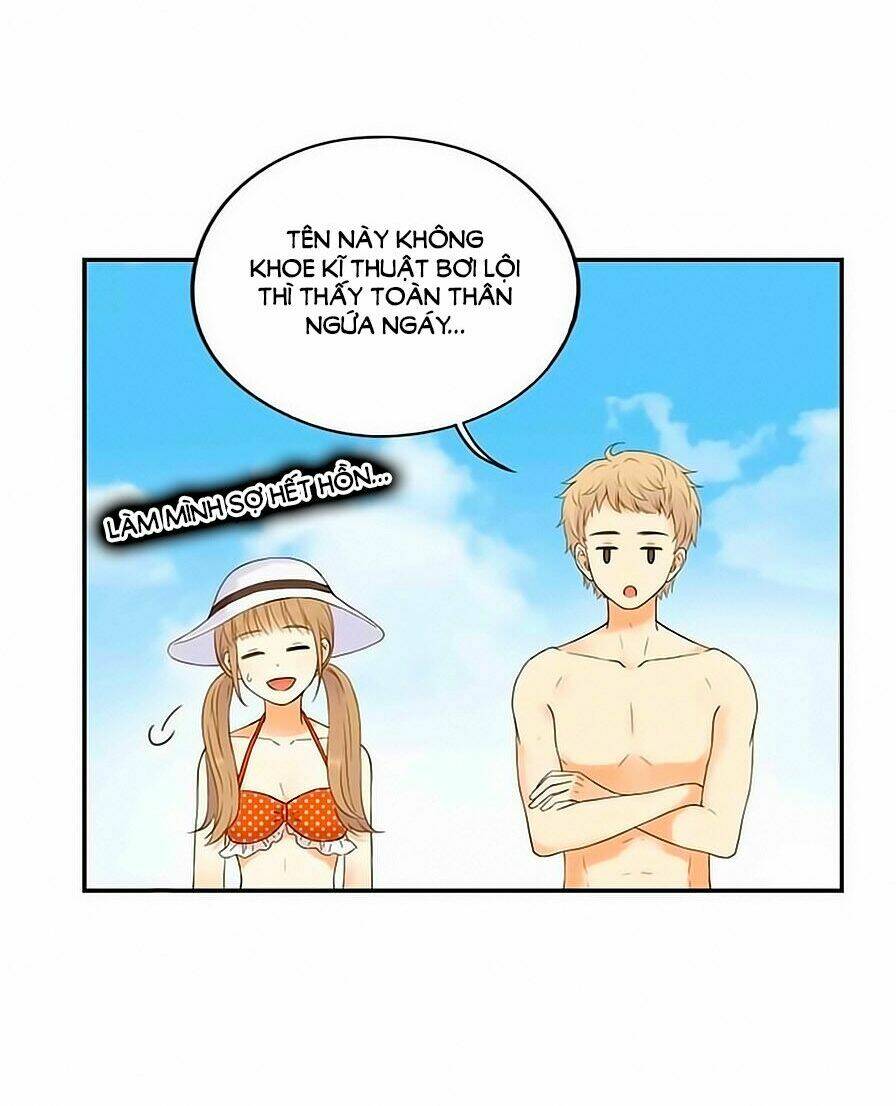 TÊN NÀY KHÔNG
KHOE KĨ THUẬT BƠI LỘI
THÌ THẤY TOÀN THÂN
NGỨA NGÁY...
LÀM MÌNH SỢ HẾT HỒN...